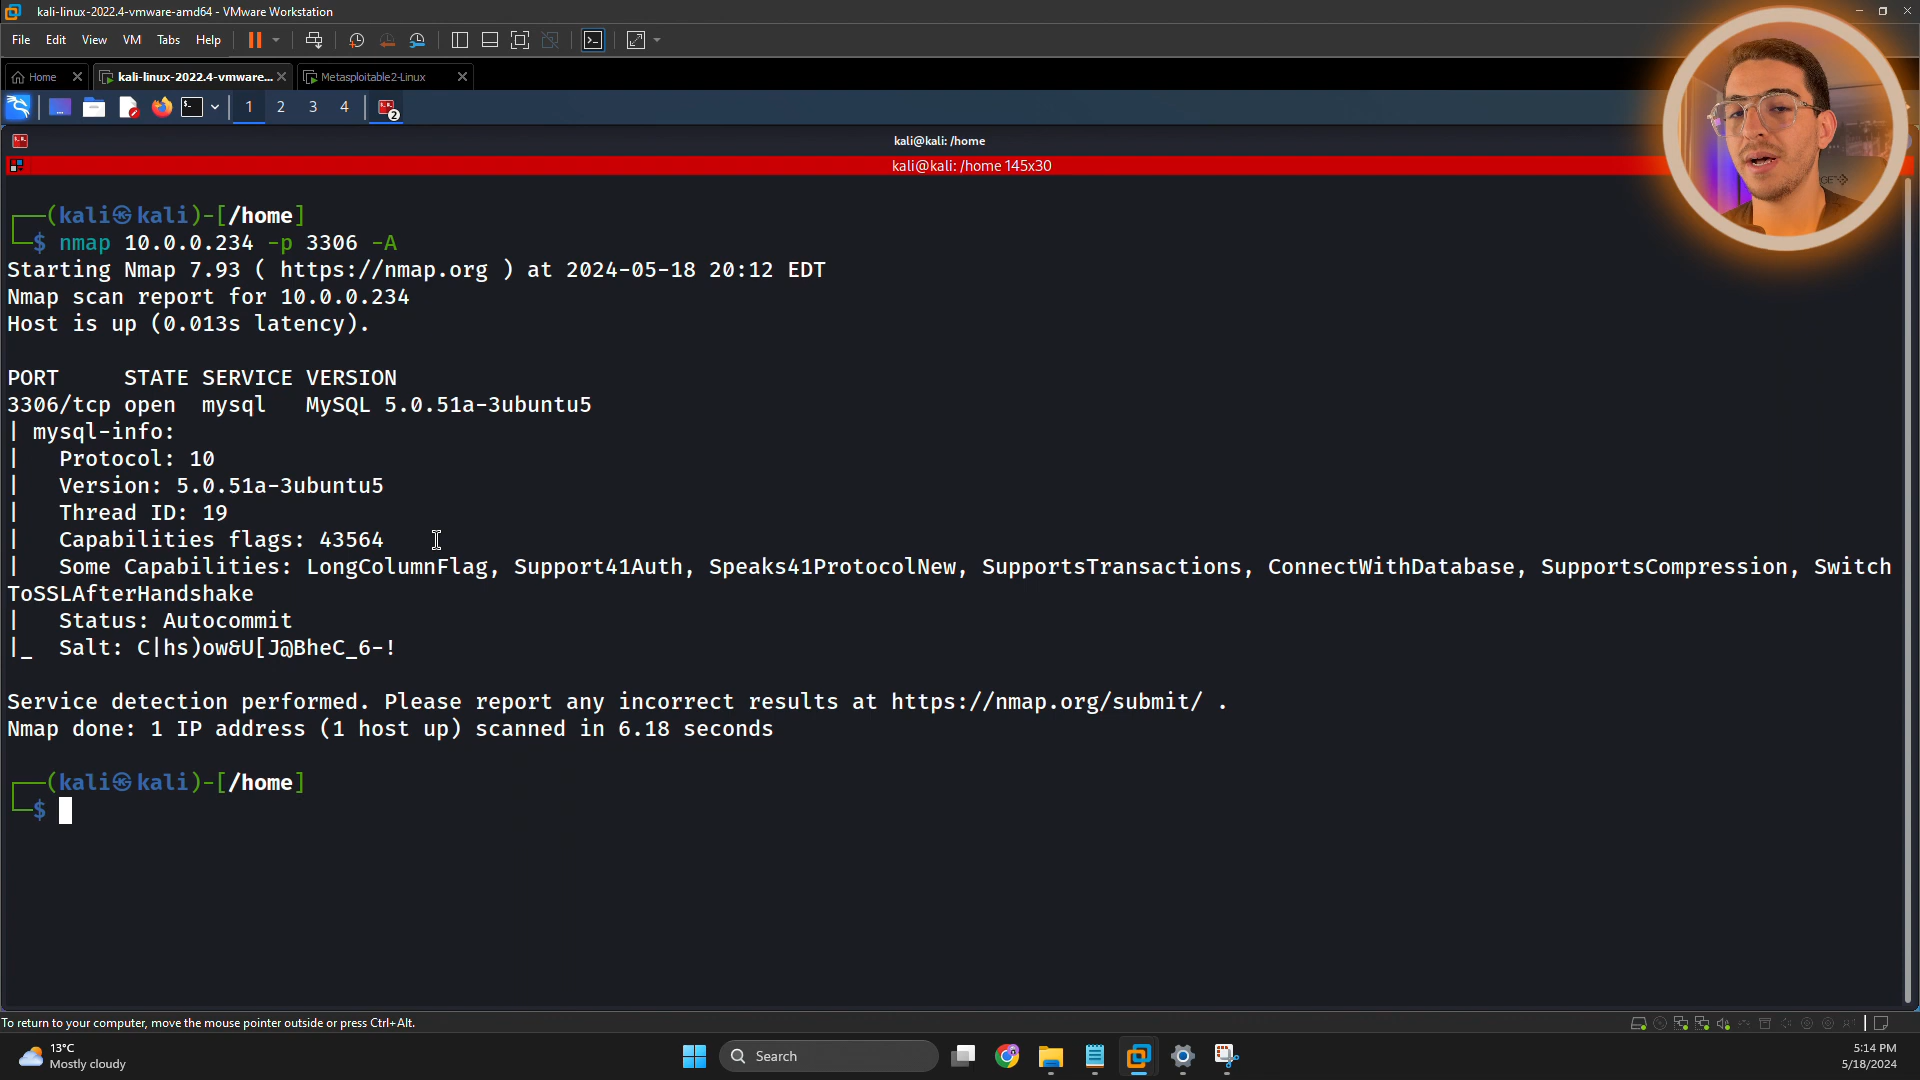 kali-linux-2022.4-vmware-amd64 - VMware Workstation
File Edit View VM Tabs Help
Home kali-linux-2022.4-vmware... Metasploitable2-Linux
1 2 3 4 2
kali@kali: /home
kali@kali: /home 145x30
(kali㉿kali)-[/home]
$ nmap 10.0.0.234 -p 3306 -A
Starting Nmap 7.93 ( https://nmap.org ) at 2024-05-18 20:12 EDT
Nmap scan report for 10.0.0.234
Host is up (0.013s latency).
PORT STATE SERVICE VERSION
3306/tcp open mysql MySQL 5.0.51a-3ubuntu5
| mysql-info:
| Protocol: 10
| Version: 5.0.51a-3ubuntu5
| Thread ID: 19
| Capabilities flags: 43564
| Some Capabilities: LongColumnFlag, Support41Auth, Speaks41ProtocolNew, SupportsTransactions, ConnectWithDatabase, SupportsCompression, Switch
ToSSLAfterHandshake
| Status: Autocommit
|_ Salt: C|hs)ow&U[J@BheC_6-!
Service detection performed. Please report any incorrect results at https://nmap.org/submit/ .
Nmap done: 1 IP address (1 host up) scanned in 6.18 seconds
(kali㉿kali)-[/home]
$
To return to your computer, move the mouse pointer outside or press Ctrl+Alt.
13°C
Mostly cloudy
Search
5:14 PM
5/18/2024